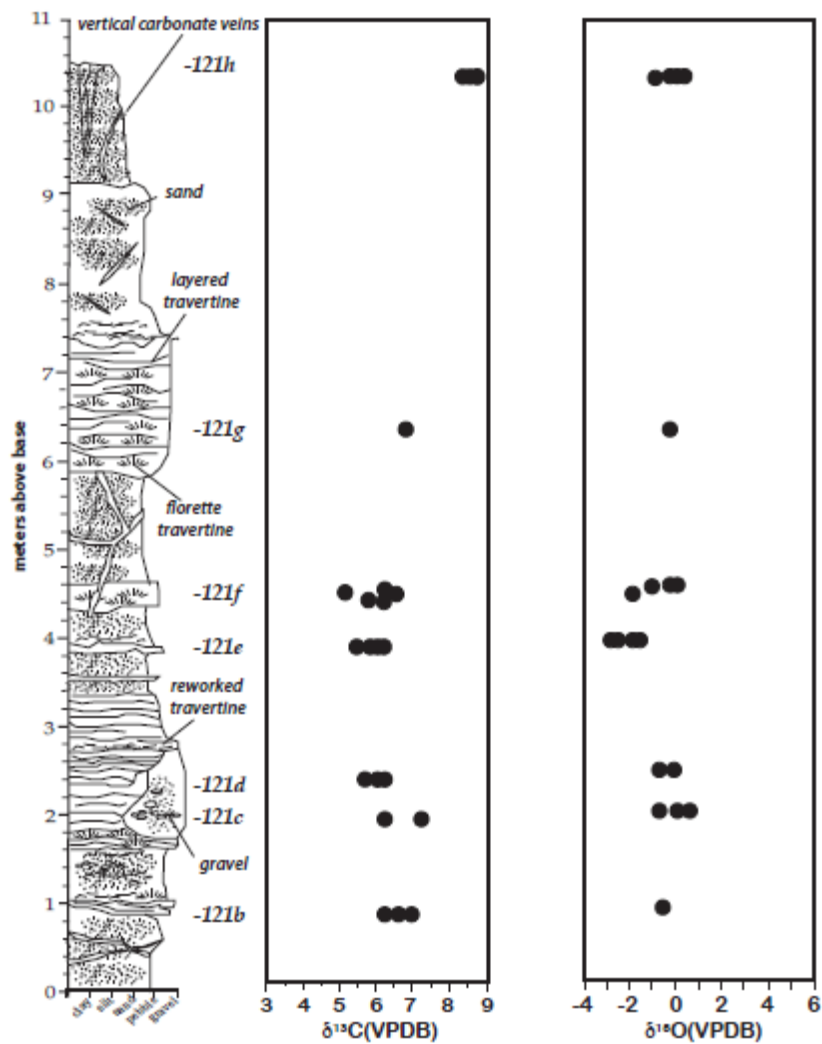 11
vertical carbonate veins
-121h
10
9
sand
8
layered
travertine
7
-121g
6
florette
travertine
5
-121f
4
-121e
reworked
travertine
3
-121d
2
-121c
gravel
1
-121b
0
meters above base
clay
silt
sand
pebble
gravel
3 4 5 6 7 8 9
δ¹³C(VPDB)
-4 -2 0 2 4 6
δ¹⁸O(VPDB)